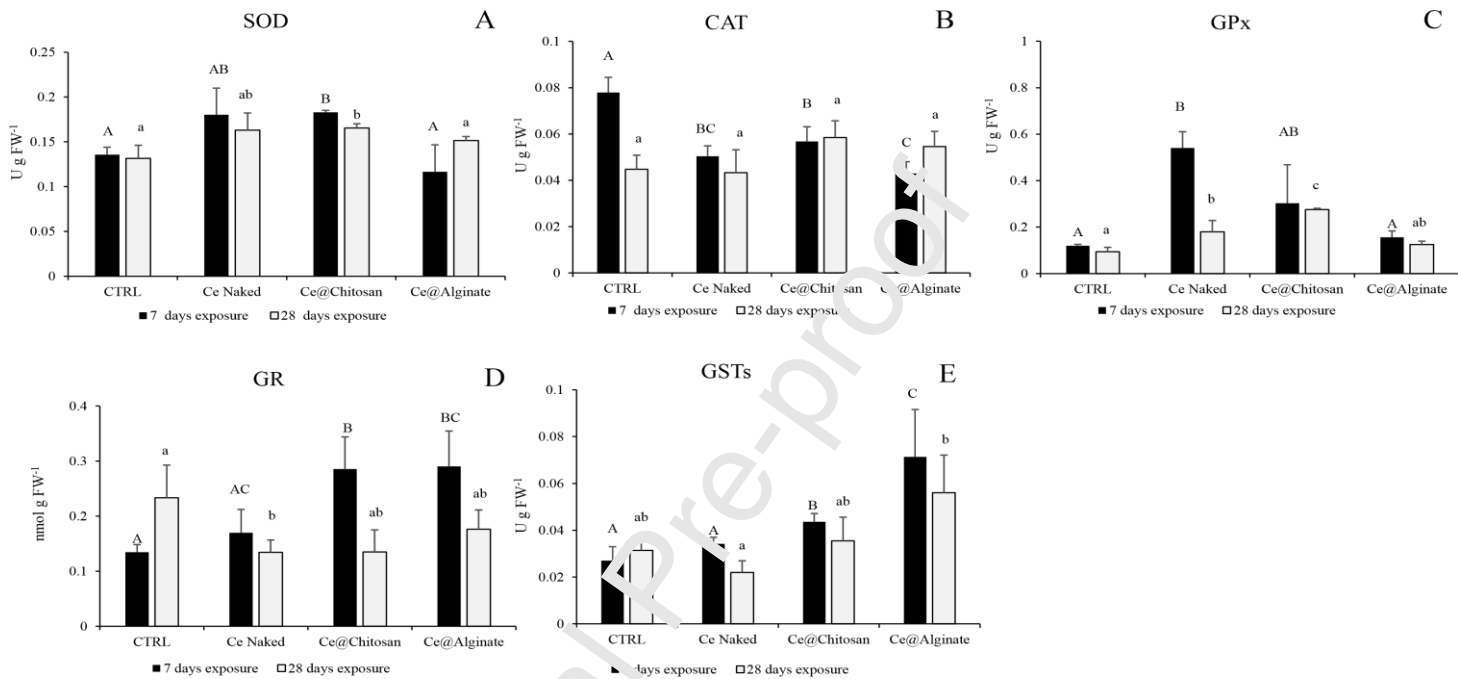 SOD A
0.25
0.2
0.15
0.1
0.05
0
U g FW-1
A a AB ab B b A a
CTRL Ce Naked Ce@Chitosan Ce@Alginate
7 days exposure 28 days exposure
CAT B
0.1
0.08
0.06
0.04
0.02
0
U g FW-1
A a BC a B a C a
CTRL Ce Naked Ce@Chitosan Ce@Alginate
7 days exposure 28 days exposure
GPx C
1
0.8
0.6
0.4
0.2
0
U g FW-1
A a B b AB c A ab
CTRL Ce Naked Ce@Chitosan Ce@Alginate
7 days exposure 28 days exposure
GR D
0.4
0.3
0.2
0.1
0
nmol g FW-1
A a AC b B ab BC ab
CTRL Ce Naked Ce@Chitosan Ce@Alginate
7 days exposure 28 days exposure
GSTs E
0.1
0.08
0.06
0.04
0.02
0
U g FW-1
A ab A a B ab C b
CTRL Ce Naked Ce@Chitosan Ce@Alginate
days exposure 28 days exposure
al Pre-proof